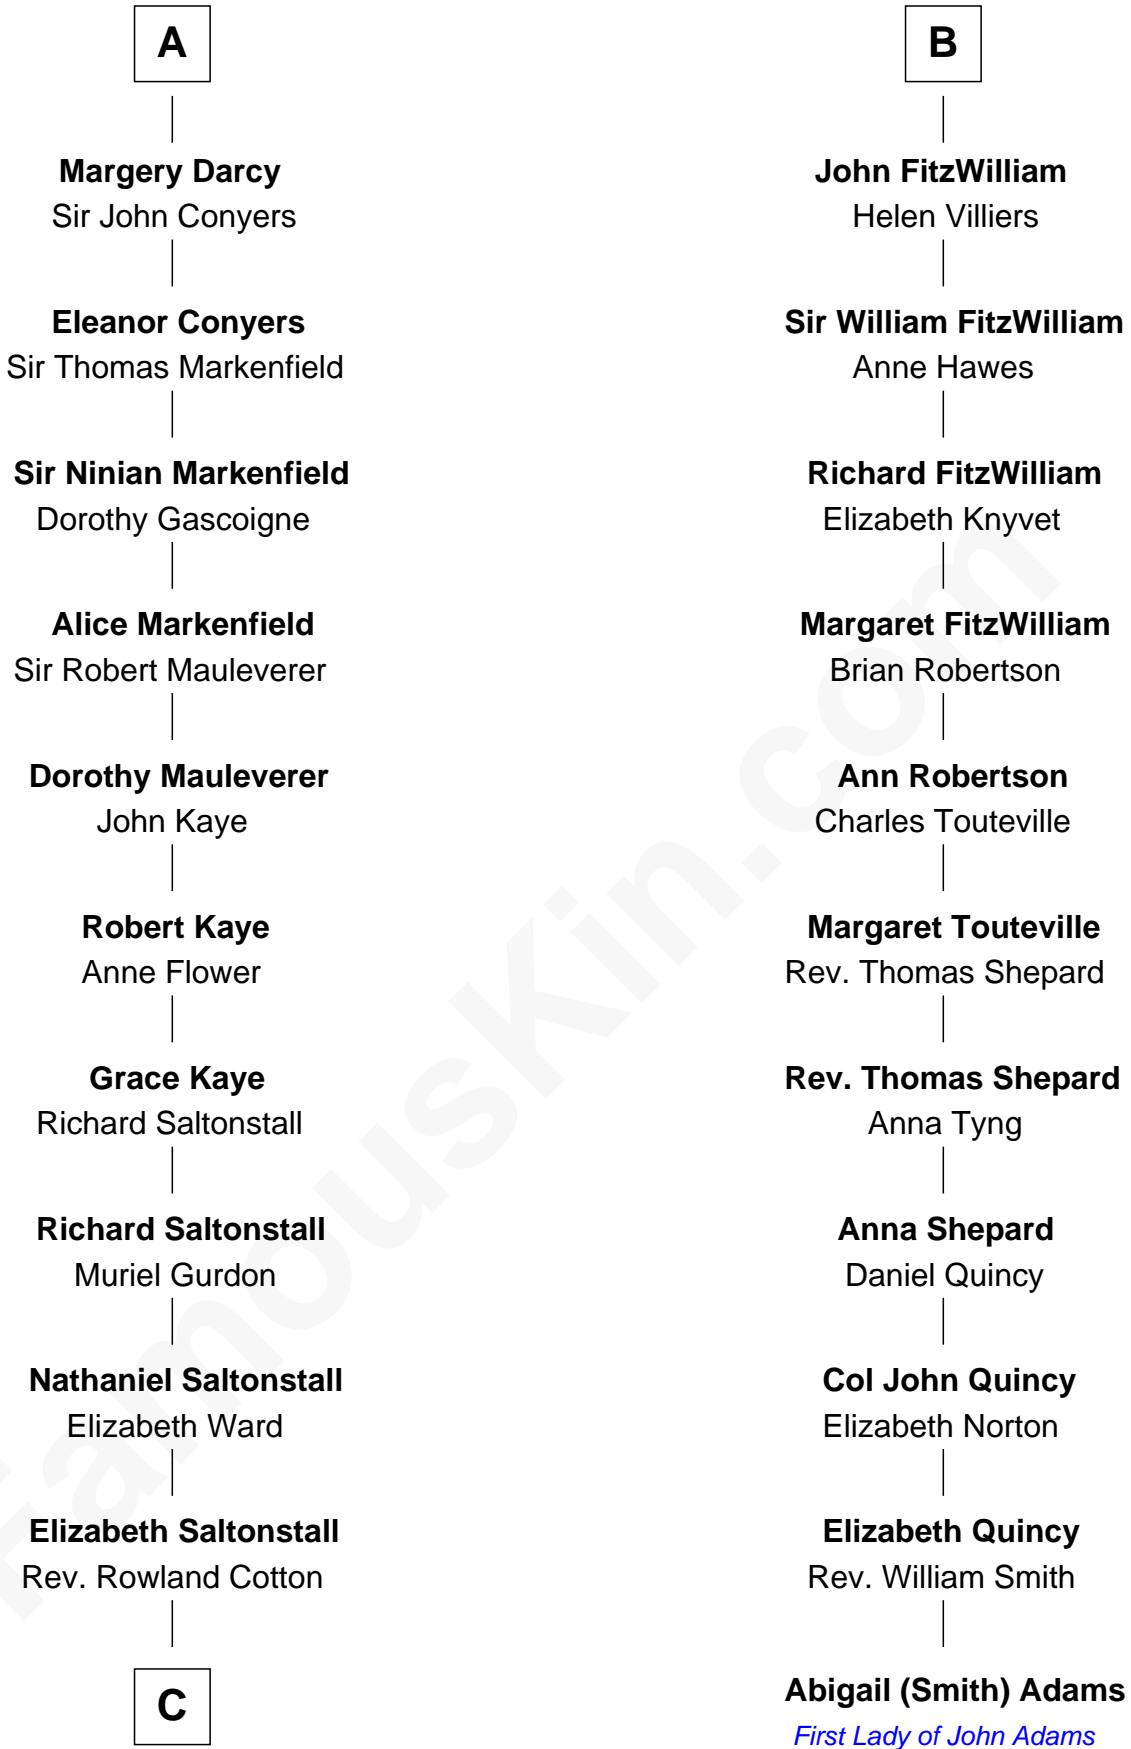 A
Margery Darcy
Sir John Conyers
Eleanor Conyers
Sir Thomas Markenfield
Sir Ninian Markenfield
Dorothy Gascoigne
Alice Markenfield
Sir Robert Mauleverer
Dorothy Mauleverer
John Kaye
Robert Kaye
Anne Flower
Grace Kaye
Richard Saltonstall
Richard Saltonstall
Muriel Gurdon
Nathaniel Saltonstall
Elizabeth Ward
Elizabeth Saltonstall
Rev. Rowland Cotton
C
B
John FitzWilliam
Helen Villiers
Sir William FitzWilliam
Anne Hawes
Richard FitzWilliam
Elizabeth Knyvet
Margaret FitzWilliam
Brian Robertson
Ann Robertson
Charles Touteville
Margaret Touteville
Rev. Thomas Shepard
Rev. Thomas Shepard
Anna Tyng
Anna Shepard
Daniel Quincy
Col John Quincy
Elizabeth Norton
Elizabeth Quincy
Rev. William Smith
Abigail (Smith) Adams
First Lady of John Adams
FamousKin.com